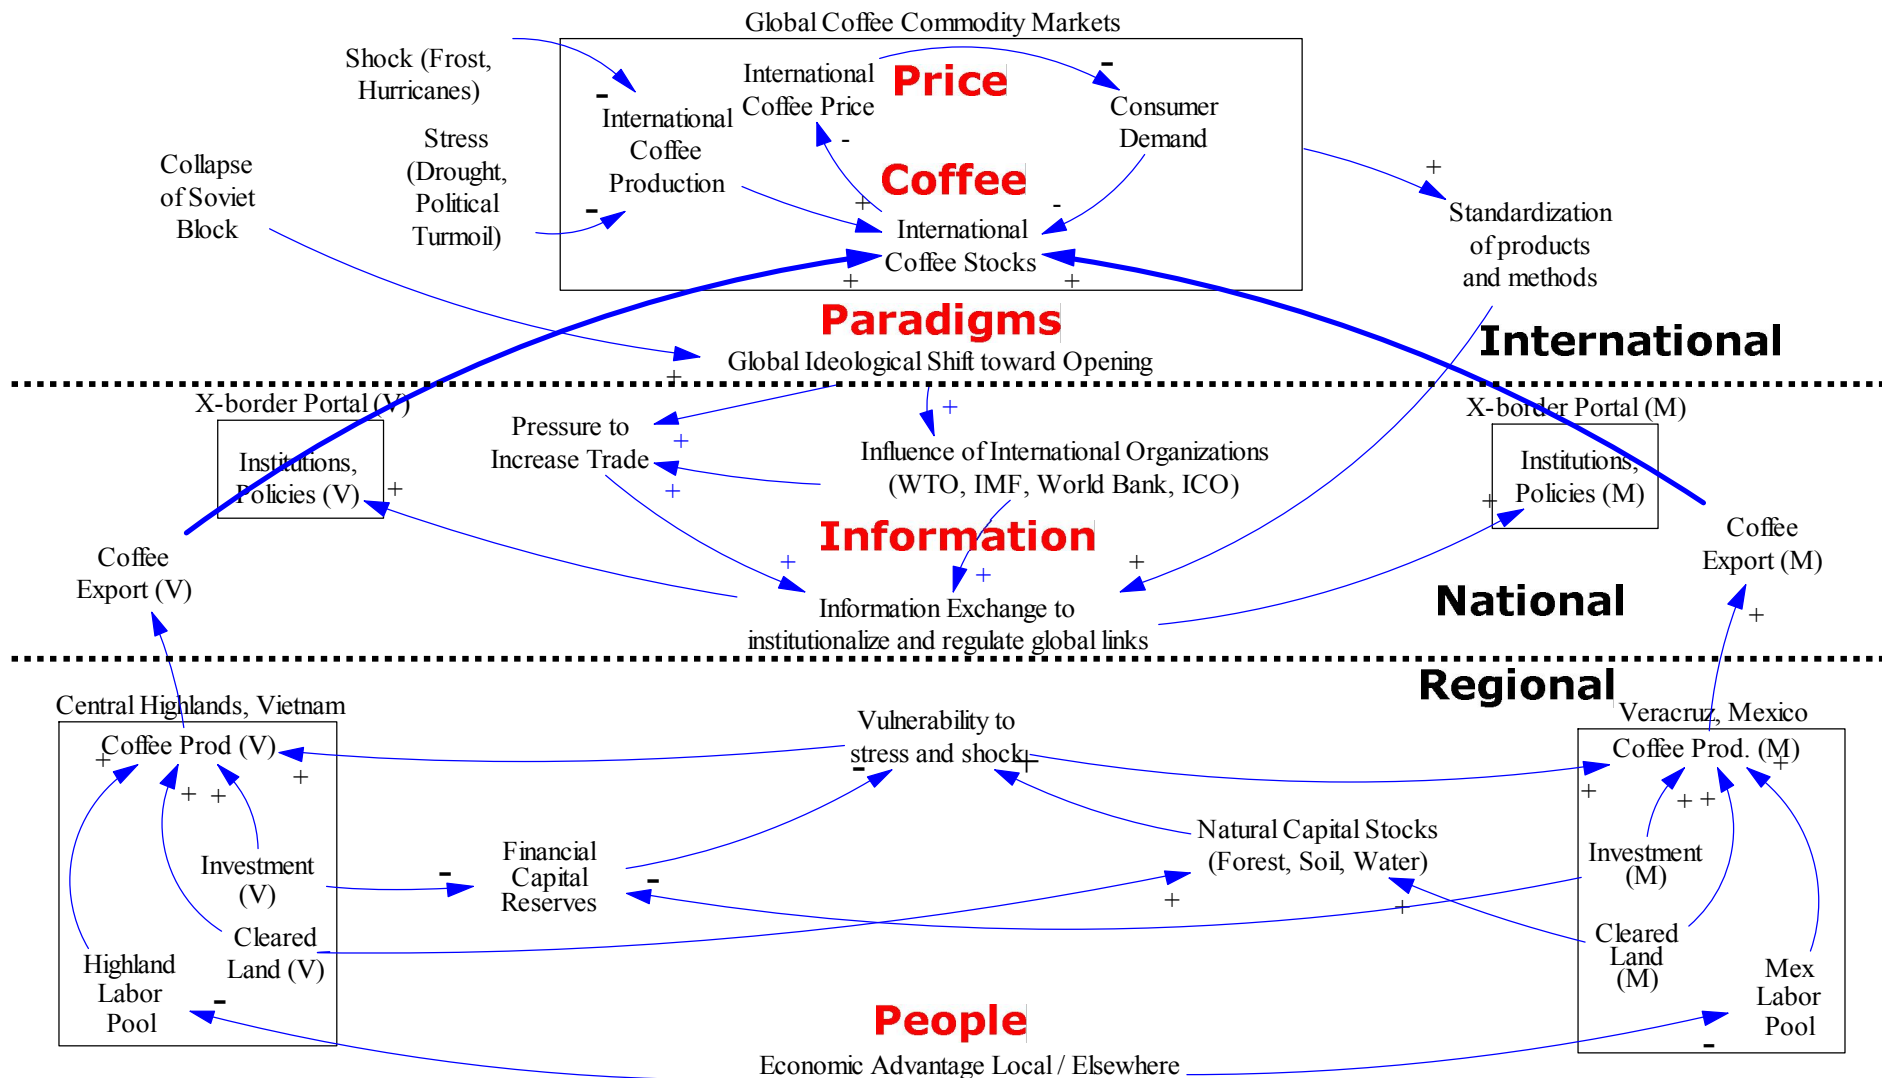 Global Coffee Commodity Markets
Shock (Frost,
Hurricanes)
International
Coffee Price
Price
Consumer
Demand
International
Coffee
Production
Stress
(Drought,
Political
Turmoil)
Collapse
of Soviet
Block
Coffee
International
Coffee Stocks
Standardization
of products
and methods
Paradigms
Global Ideological Shift toward Opening
International
X-border Portal (V)
Institutions,
Policies (V)
Pressure to
Increase Trade
Influence of International Organizations
(WTO, IMF, World Bank, ICO)
X-border Portal (M)
Institutions,
Policies (M)
Information
Coffee
Export (V)
Coffee
Export (M)
Information Exchange to
institutionalize and regulate global links
National
Regional
Central Highlands, Vietnam
Coffee Prod (V)
Vulnerability to
stress and shock
Veracruz, Mexico
Coffee Prod. (M)
Investment
(V)
Financial
Capital
Reserves
Natural Capital Stocks
(Forest, Soil, Water)
Investment
(M)
Cleared
Land (V)
Cleared
Land
(M)
Highland
Labor
Pool
Mex
Labor
Pool
People
Economic Advantage Local / Elsewhere